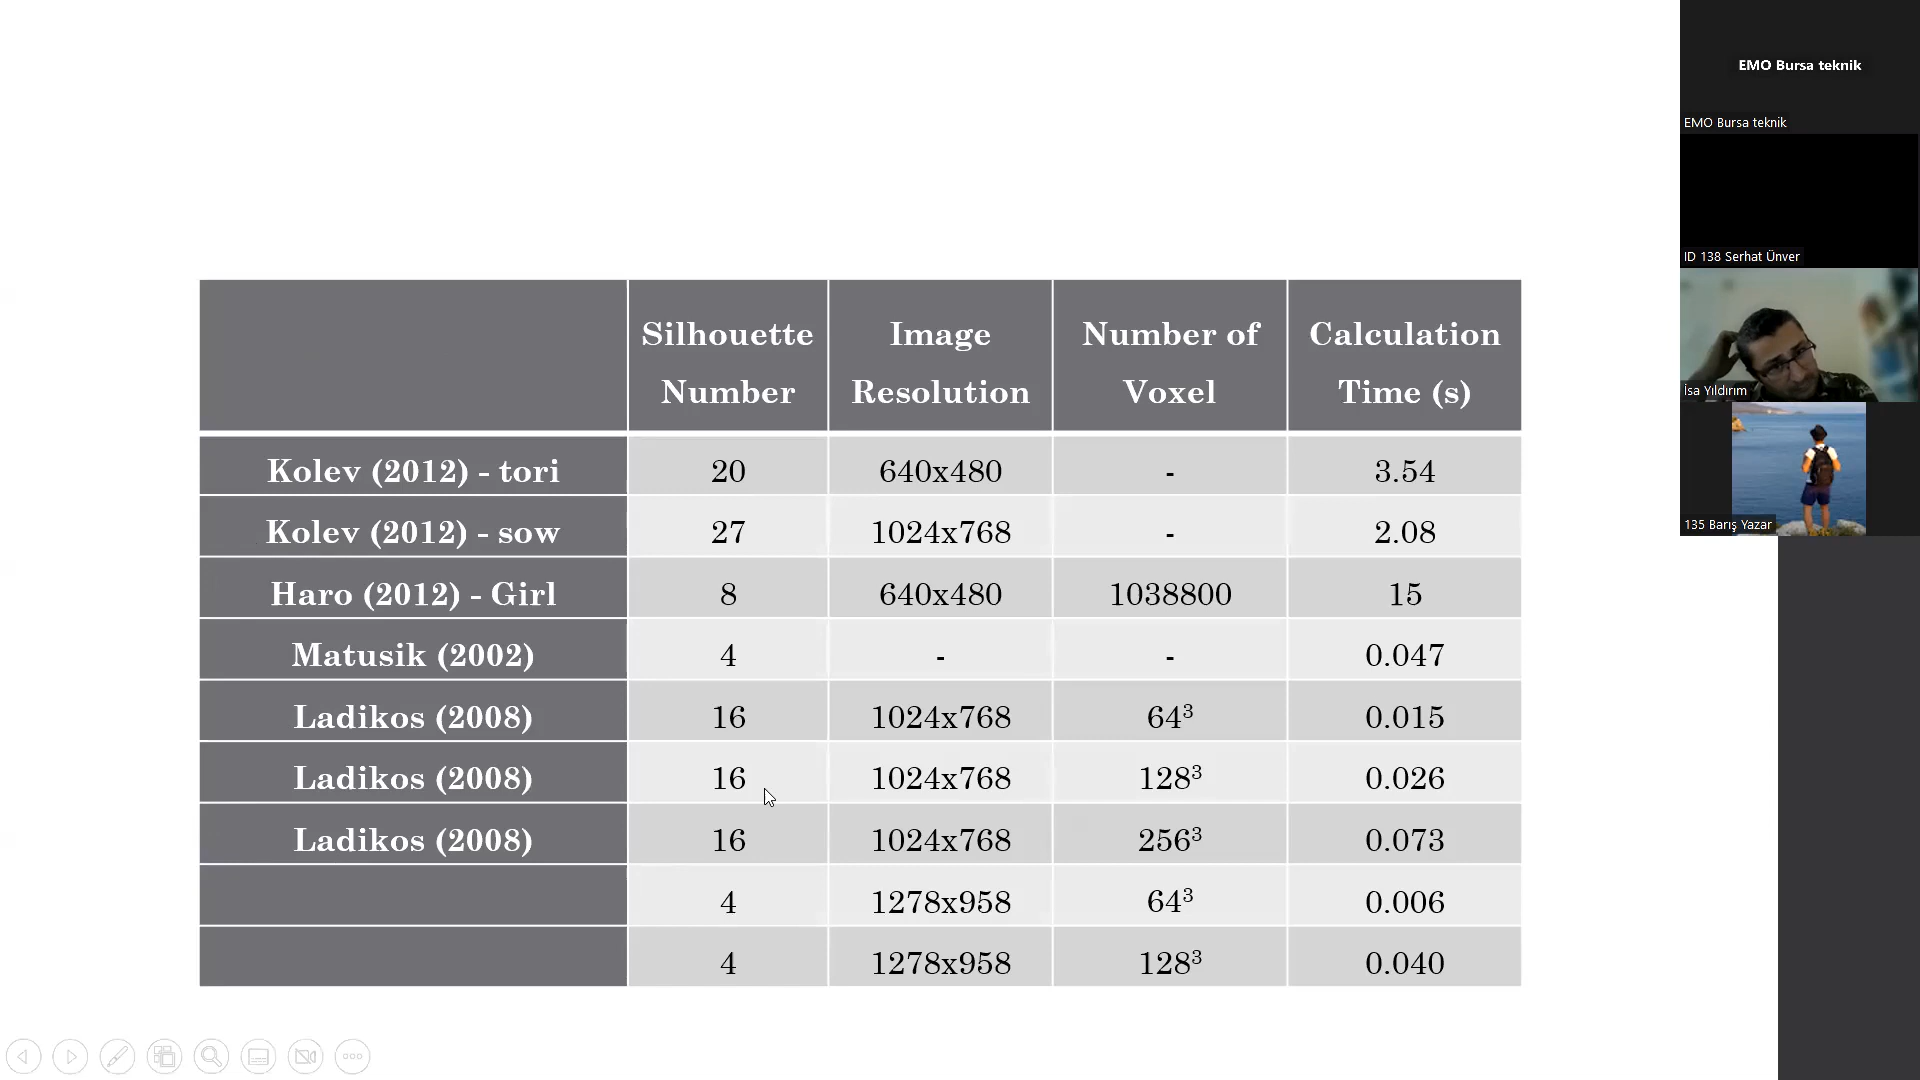 Silhouette Image Number of Calculation
Number Resolution Voxel Time (s)
Kolev (2012) - tori 20 640x480 - 3.54
Kolev (2012) - sow 27 1024x768 - 2.08
Haro (2012) - Girl 8 640x480 1038800 15
Matusik (2002) 4 - - 0.047
Ladikos (2008) 16 1024x768 64³ 0.015
Ladikos (2008) 16 1024x768 128³ 0.026
Ladikos (2008) 16 1024x768 256³ 0.073
4 1278x958 64³ 0.006
4 1278x958 128³ 0.040
EMO Bursa teknik
EMO Bursa teknik
ID 138 Serhat Ünver
İsa Yıldırım
135 Barış Yazar